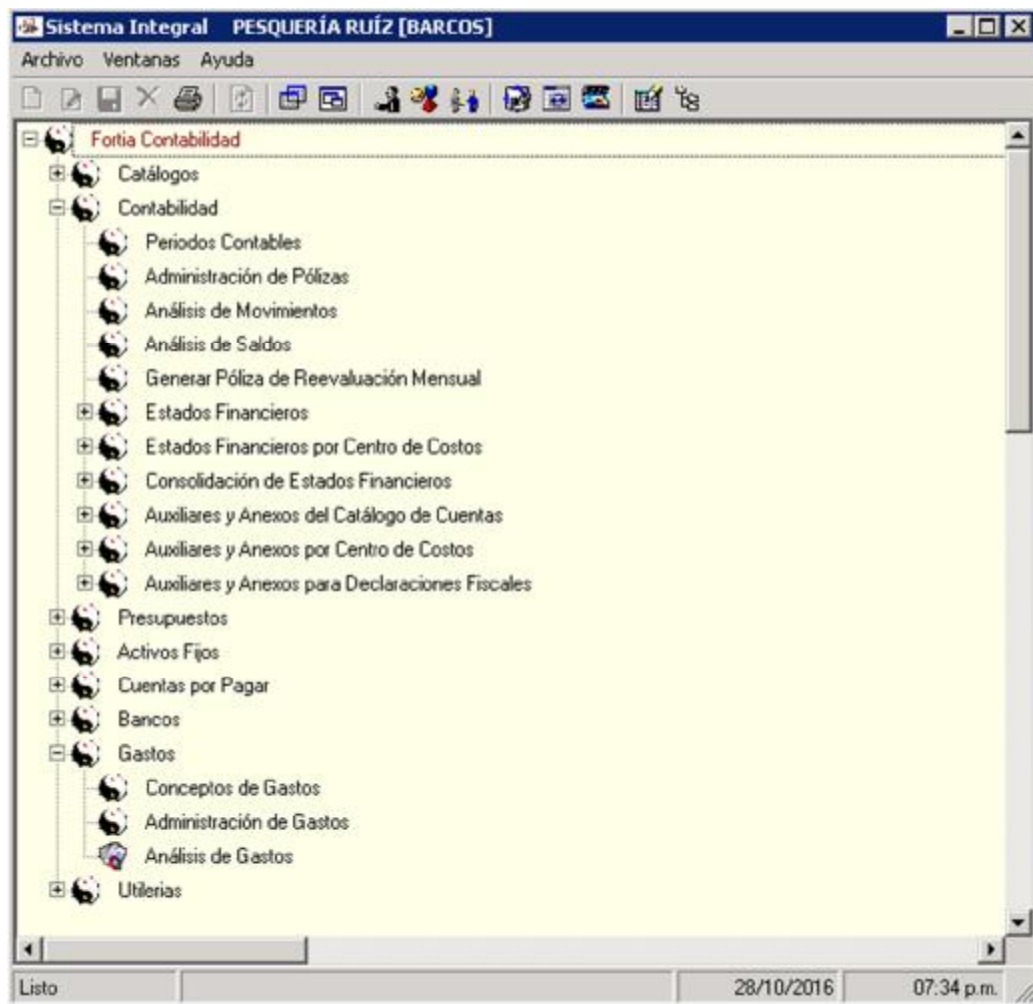 Sistema Integral PESQUERÍA RUÍZ [BARCOS]
Archivo Ventanas Ayuda
Fortia Contabilidad
Catálogos
Contabilidad
Periodos Contables
Administración de Pólizas
Análisis de Movimientos
Análisis de Saldos
Generar Póliza de Reevaluación Mensual
Estados Financieros
Estados Financieros por Centro de Costos
Consolidación de Estados Financieros
Auxiliares y Anexos del Catálogo de Cuentas
Auxiliares y Anexos por Centro de Costos
Auxiliares y Anexos para Declaraciones Fiscales
Presupuestos
Activos Fijos
Cuentas por Pagar
Bancos
Gastos
Conceptos de Gastos
Administración de Gastos
Análisis de Gastos
Utilerias
Listo 28/10/2016 07:34 p.m.